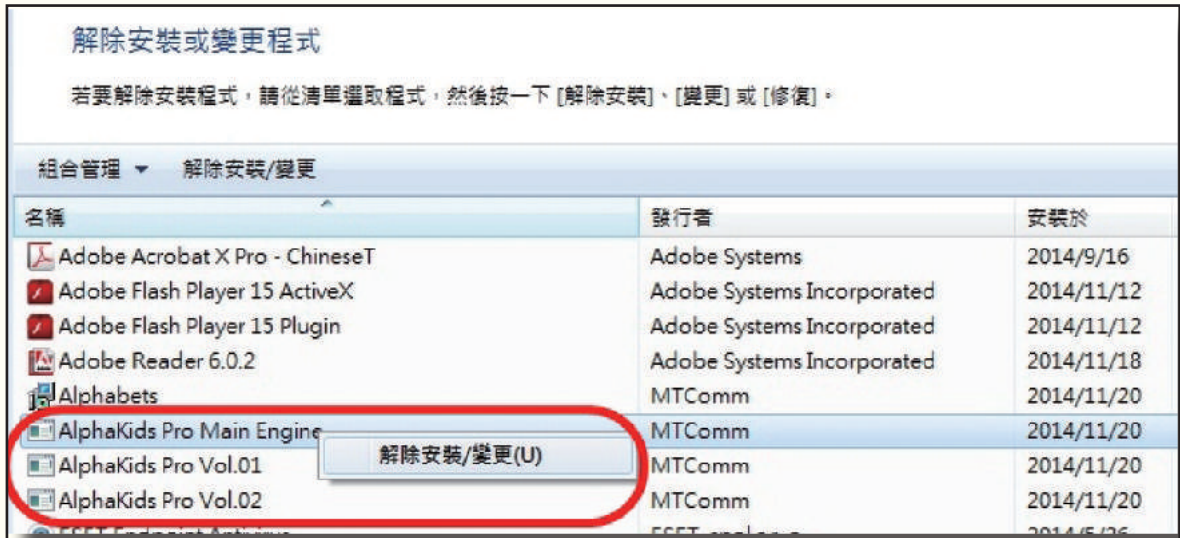 解除安裝或變更程式
若要解除安裝程式，請從清單選取程式，然後按一下 [解除安裝]、[變更] 或 [修復]。
組合管理 解除安裝/變更
名稱 發行者 安裝於
Adobe Acrobat X Pro - ChineseT Adobe Systems 2014/9/16
Adobe Flash Player 15 ActiveX Adobe Systems Incorporated 2014/11/12
Adobe Flash Player 15 Plugin Adobe Systems Incorporated 2014/11/12
Adobe Reader 6.0.2 Adobe Systems Incorporated 2014/11/18
Alphabets MTComm 2014/11/20
AlphaKids Pro Main Engine MTComm 2014/11/20
解除安裝/變更(U)
AlphaKids Pro Vol.01 MTComm 2014/11/20
AlphaKids Pro Vol.02 MTComm 2014/11/20
ESET Endpoint Antivirus 2014/5/26